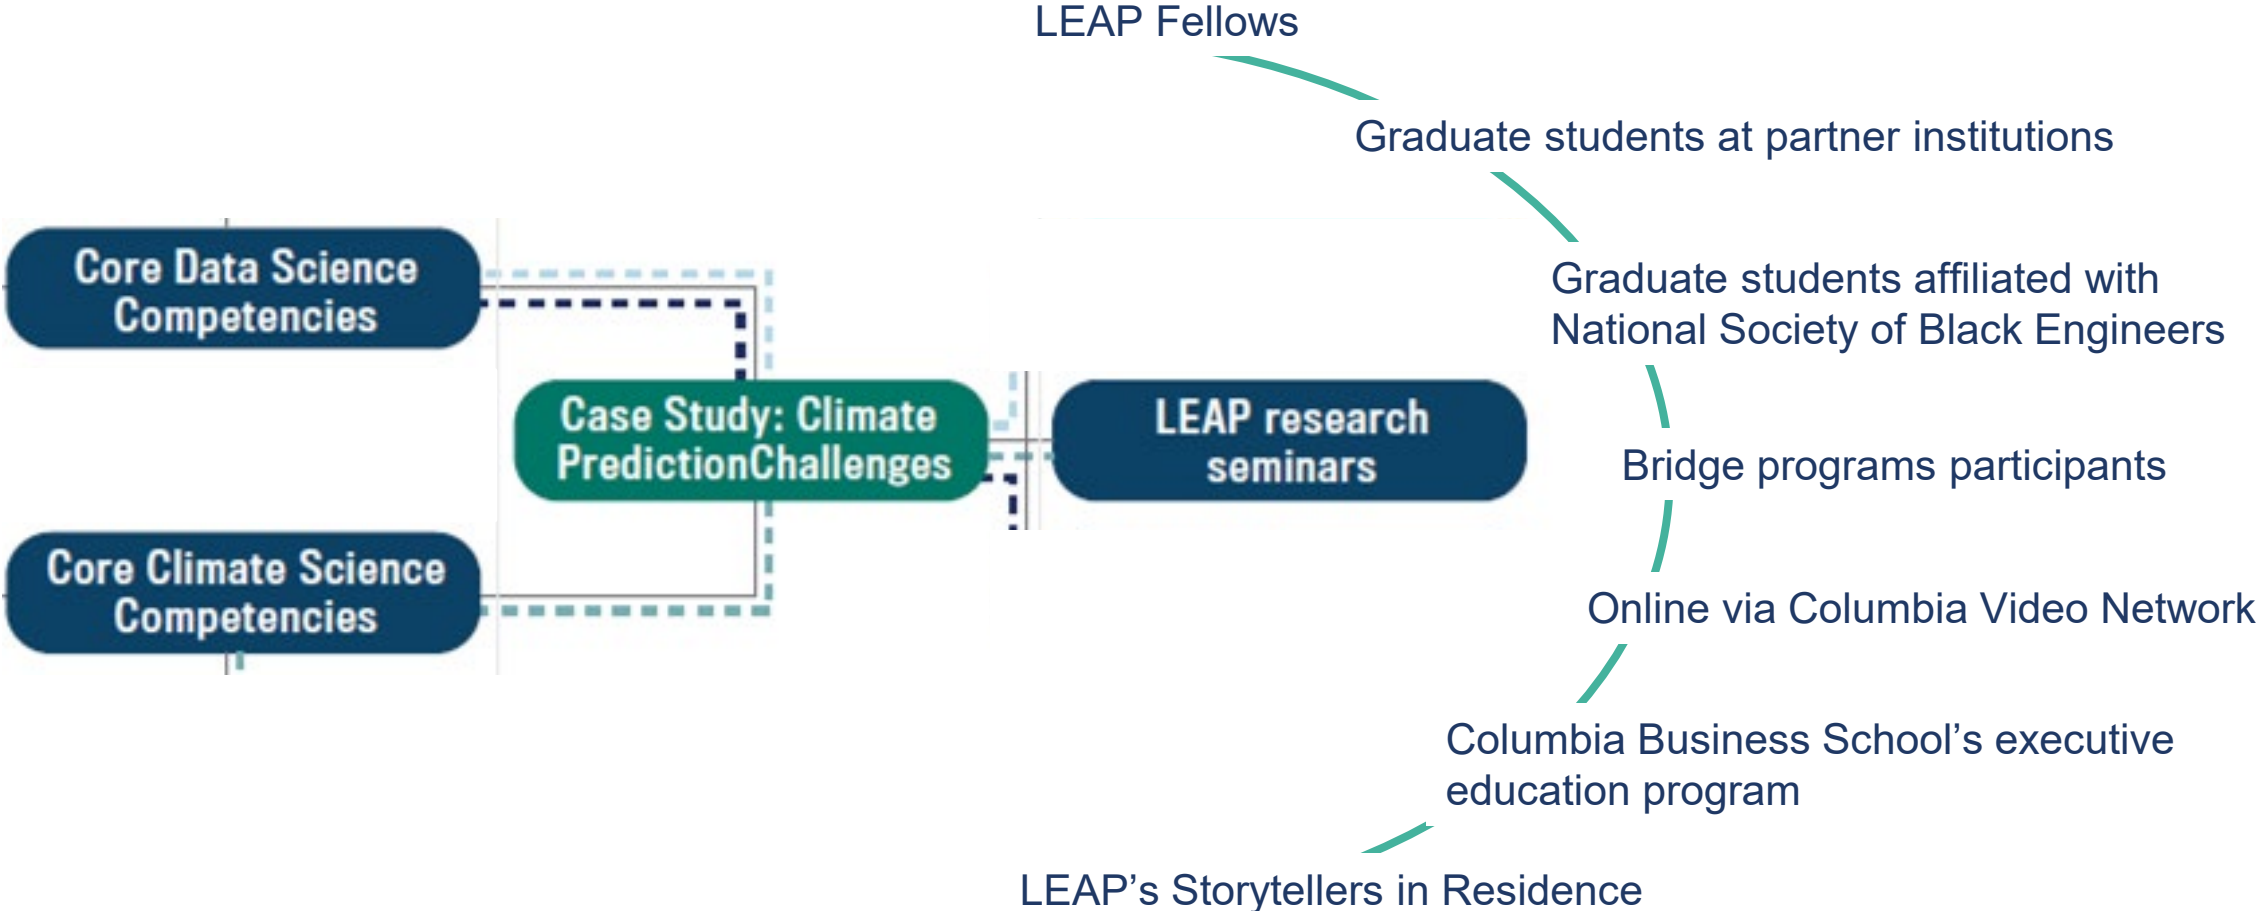 LEAP Fellows
Graduate students at partner institutions
Core Data Science
Competencies
Graduate students affiliated with
National Society of Black Engineers
Case Study: Climate
PredictionChallenges
LEAP research
seminars
Bridge programs participants
Core Climate Science
Competencies
Online via Columbia Video Network
Columbia Business School’s executive
education program
LEAP’s Storytellers in Residence